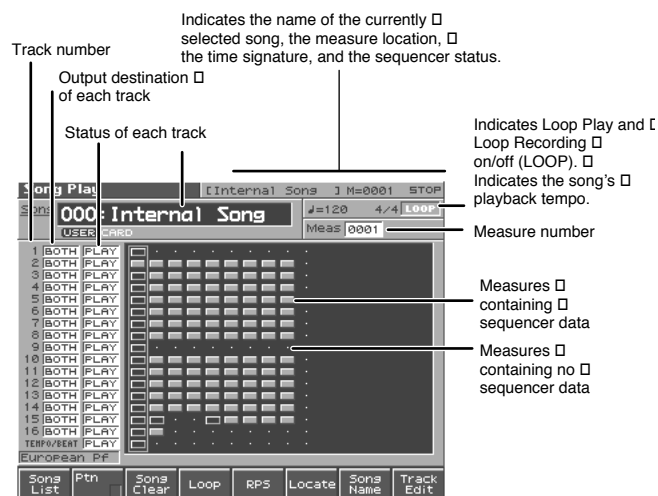 Indicates the name of the currently
selected song, the measure location,
the time signature, and the sequencer status.
Track number
Output destination
of each track
Status of each track
Indicates Loop Play and
Loop Recording
on/off (LOOP).
Indicates the song's
playback tempo.
Measure number
Measures
containing
sequencer data
Measures
containing no
sequencer data
Song Play [Internal Song ] M=0001 STOP
Song 000:Internal Song ♩=120 4/4 LOOP
USER CARD Meas 0001
1 BOTH PLAY
2 BOTH PLAY
3 BOTH PLAY
4 BOTH PLAY
5 BOTH PLAY
6 BOTH PLAY
7 BOTH PLAY
8 BOTH PLAY
9 BOTH PLAY
10 BOTH PLAY
11 BOTH PLAY
12 BOTH PLAY
13 BOTH PLAY
14 BOTH PLAY
15 BOTH PLAY
16 BOTH PLAY
TEMPO/BEAT PLAY
European Pf
Song List Ptn Song Clear Loop RPS Locate Song Name Track Edit